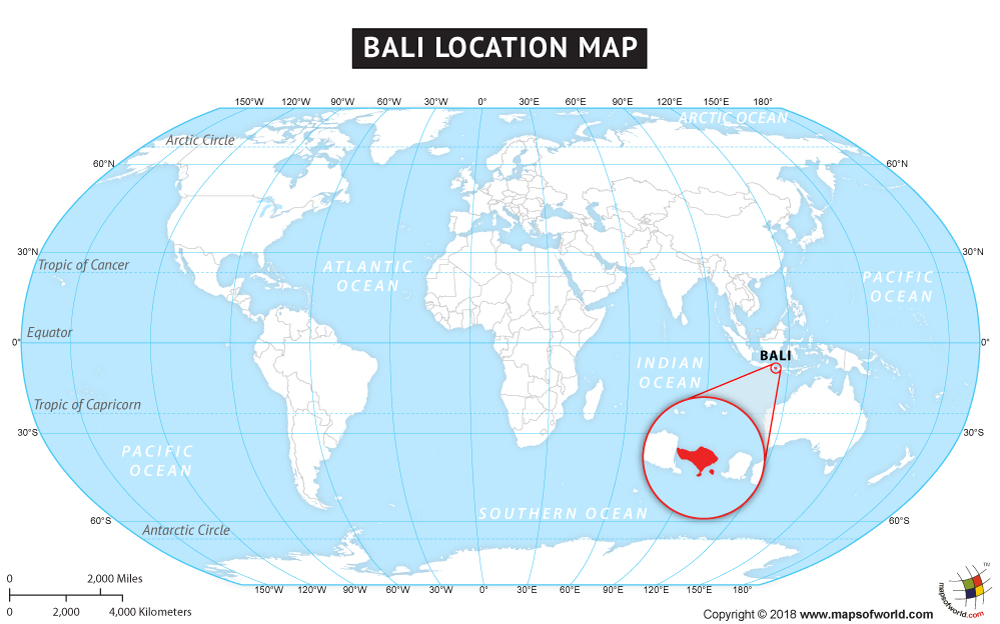 BALI LOCATION MAP
150°W 120°W 90°W 60°W 30°W 0° 30°E 60°E 90°E 120°E 150°E 180°
ARCTIC OCEAN
Arctic Circle
60°N 60°N
30°N 30°N
Tropic of Cancer
ATLANTIC
OCEAN
PACIFIC
OCEAN
Equator
0° 0°
BALI
INDIAN
OCEAN
Tropic of Capricorn
30°S 30°S
PACIFIC
OCEAN
SOUTHERN OCEAN
60°S 60°S
Antarctic Circle
150°W 120°W 90°W 60°W 30°W 0° 30°E 60°E 90°E 120°E 150°E 180°
0 2,000 Miles
0 2,000 4,000 Kilometers
TM
mapsofworld.com
Copyright © 2018 www.mapsofworld.com